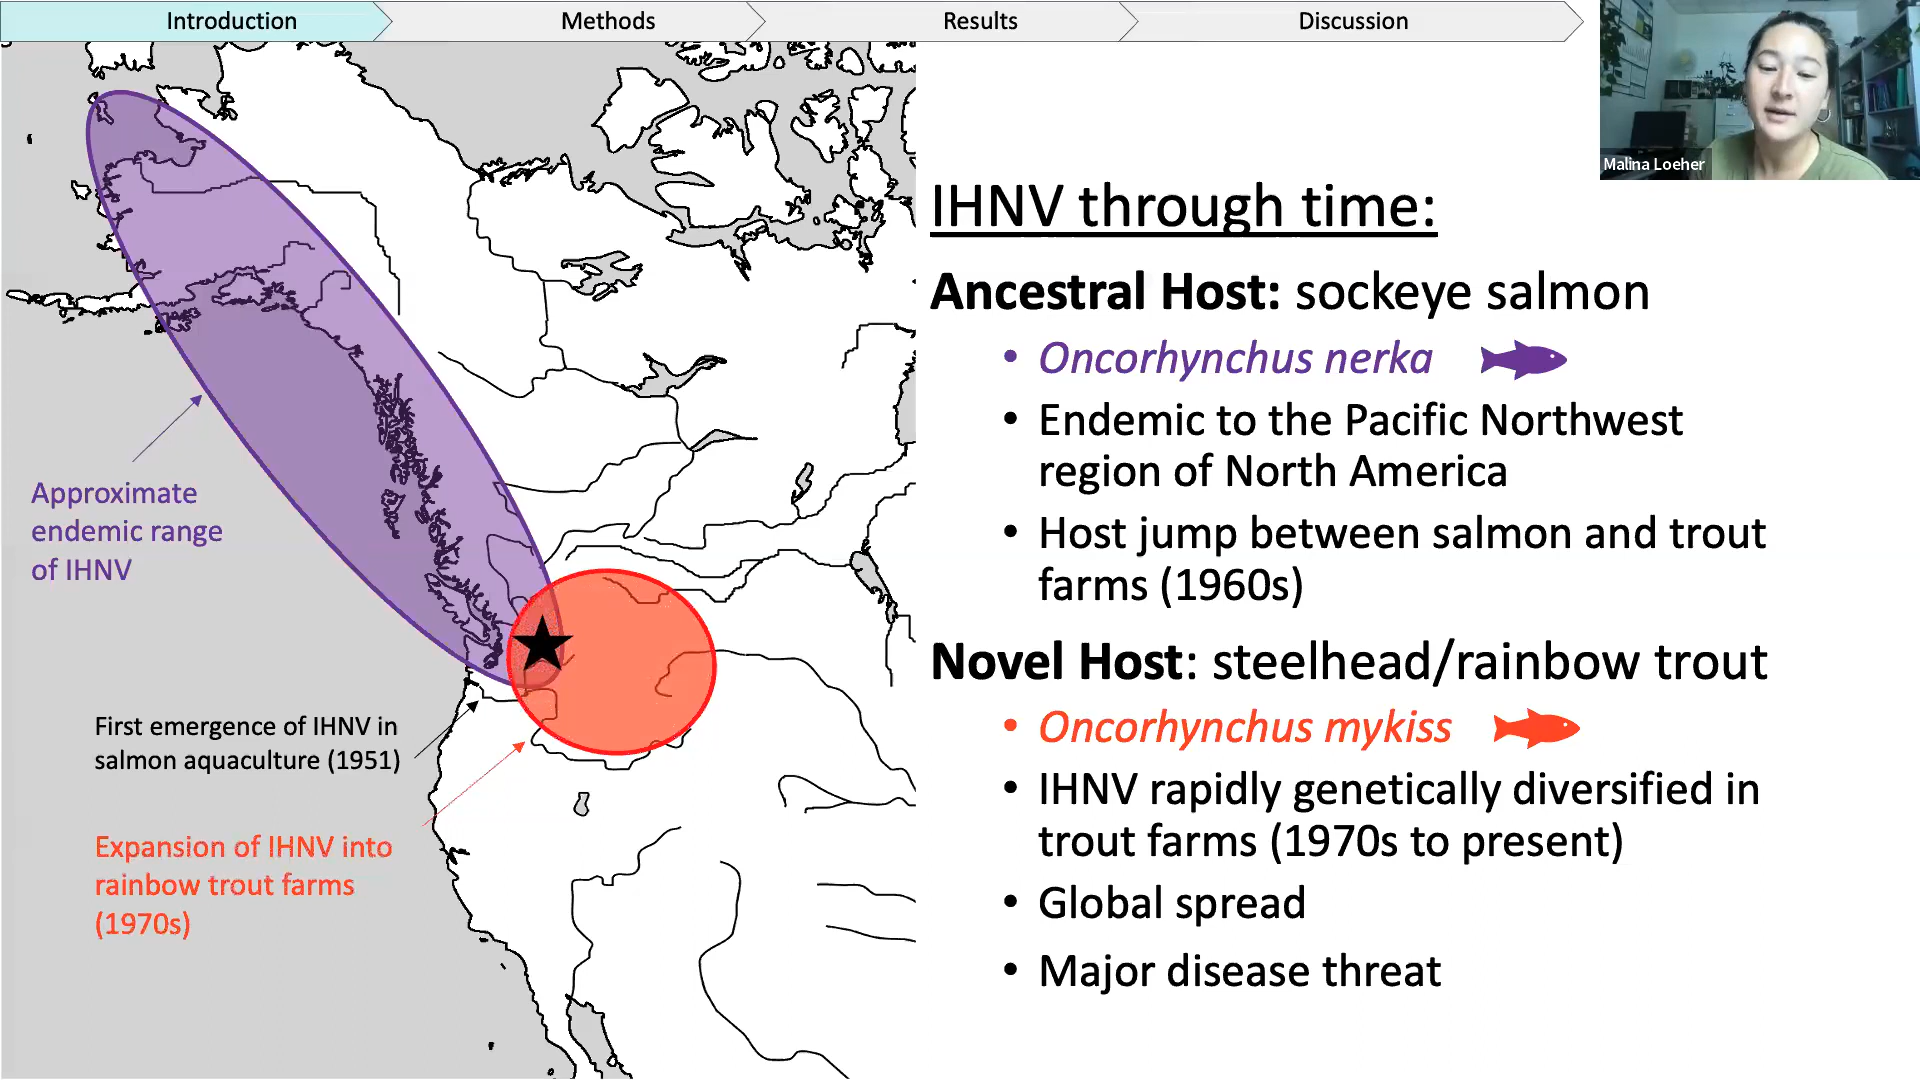 Introduction
Methods
Results
Discussion
Malina Loeher
IHNV through time:
Ancestral Host: sockeye salmon
• Oncorhynchus nerka
• Endemic to the Pacific Northwest
region of North America
• Host jump between salmon and trout
farms (1960s)
Novel Host: steelhead/rainbow trout
• Oncorhynchus mykiss
• IHNV rapidly genetically diversified in
trout farms (1970s to present)
• Global spread
• Major disease threat
Approximate
endemic range
of IHNV
First emergence of IHNV in
salmon aquaculture (1951)
Expansion of IHNV into
rainbow trout farms
(1970s)